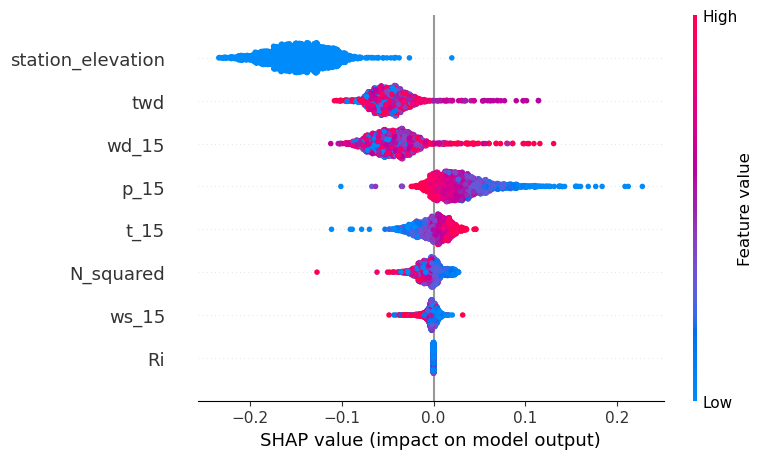 High
station_elevation
twd
wd_15
p_15
t_15
N_squared
ws_15
Ri
Feature value
Low
−0.2 −0.1 0.0 0.1 0.2
SHAP value (impact on model output)